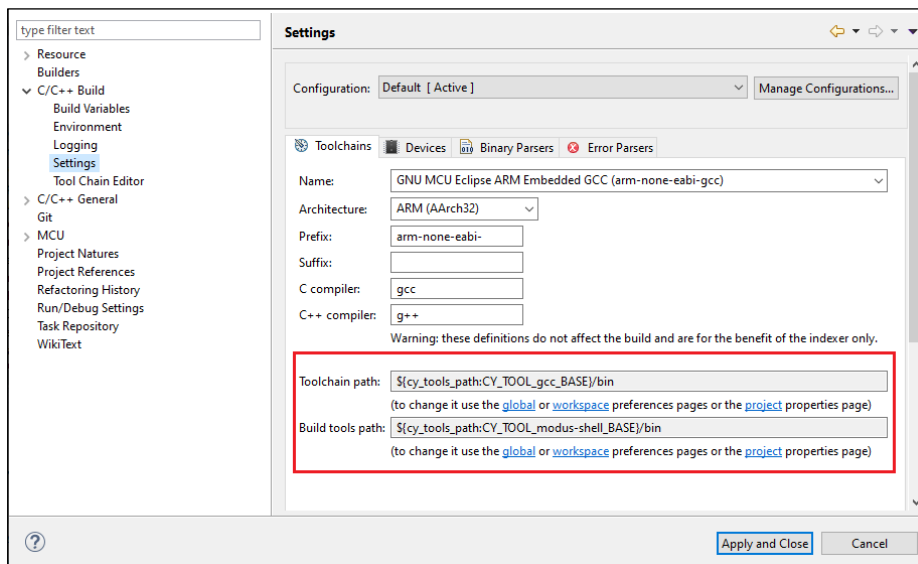 type filter text
Resource
Builders
C/C++ Build
Build Variables
Environment
Logging
Settings
Tool Chain Editor
C/C++ General
Git
MCU
Project Natures
Project References
Refactoring History
Run/Debug Settings
Task Repository
WikiText
Settings
Configuration: Default [ Active ] Manage Configurations...
Toolchains Devices Binary Parsers Error Parsers
Name: GNU MCU Eclipse ARM Embedded GCC (arm-none-eabi-gcc)
Architecture: ARM (AArch32)
Prefix: arm-none-eabi-
Suffix:
C compiler: gcc
C++ compiler: g++
Warning: these definitions do not affect the build and are for the benefit of the indexer only.
Toolchain path: ${cy_tools_path:CY_TOOL_gcc_BASE}/bin
(to change it use the global or workspace preferences pages or the project properties page)
Build tools path: ${cy_tools_path:CY_TOOL_modus-shell_BASE}/bin
(to change it use the global or workspace preferences pages or the project properties page)
? Apply and Close Cancel